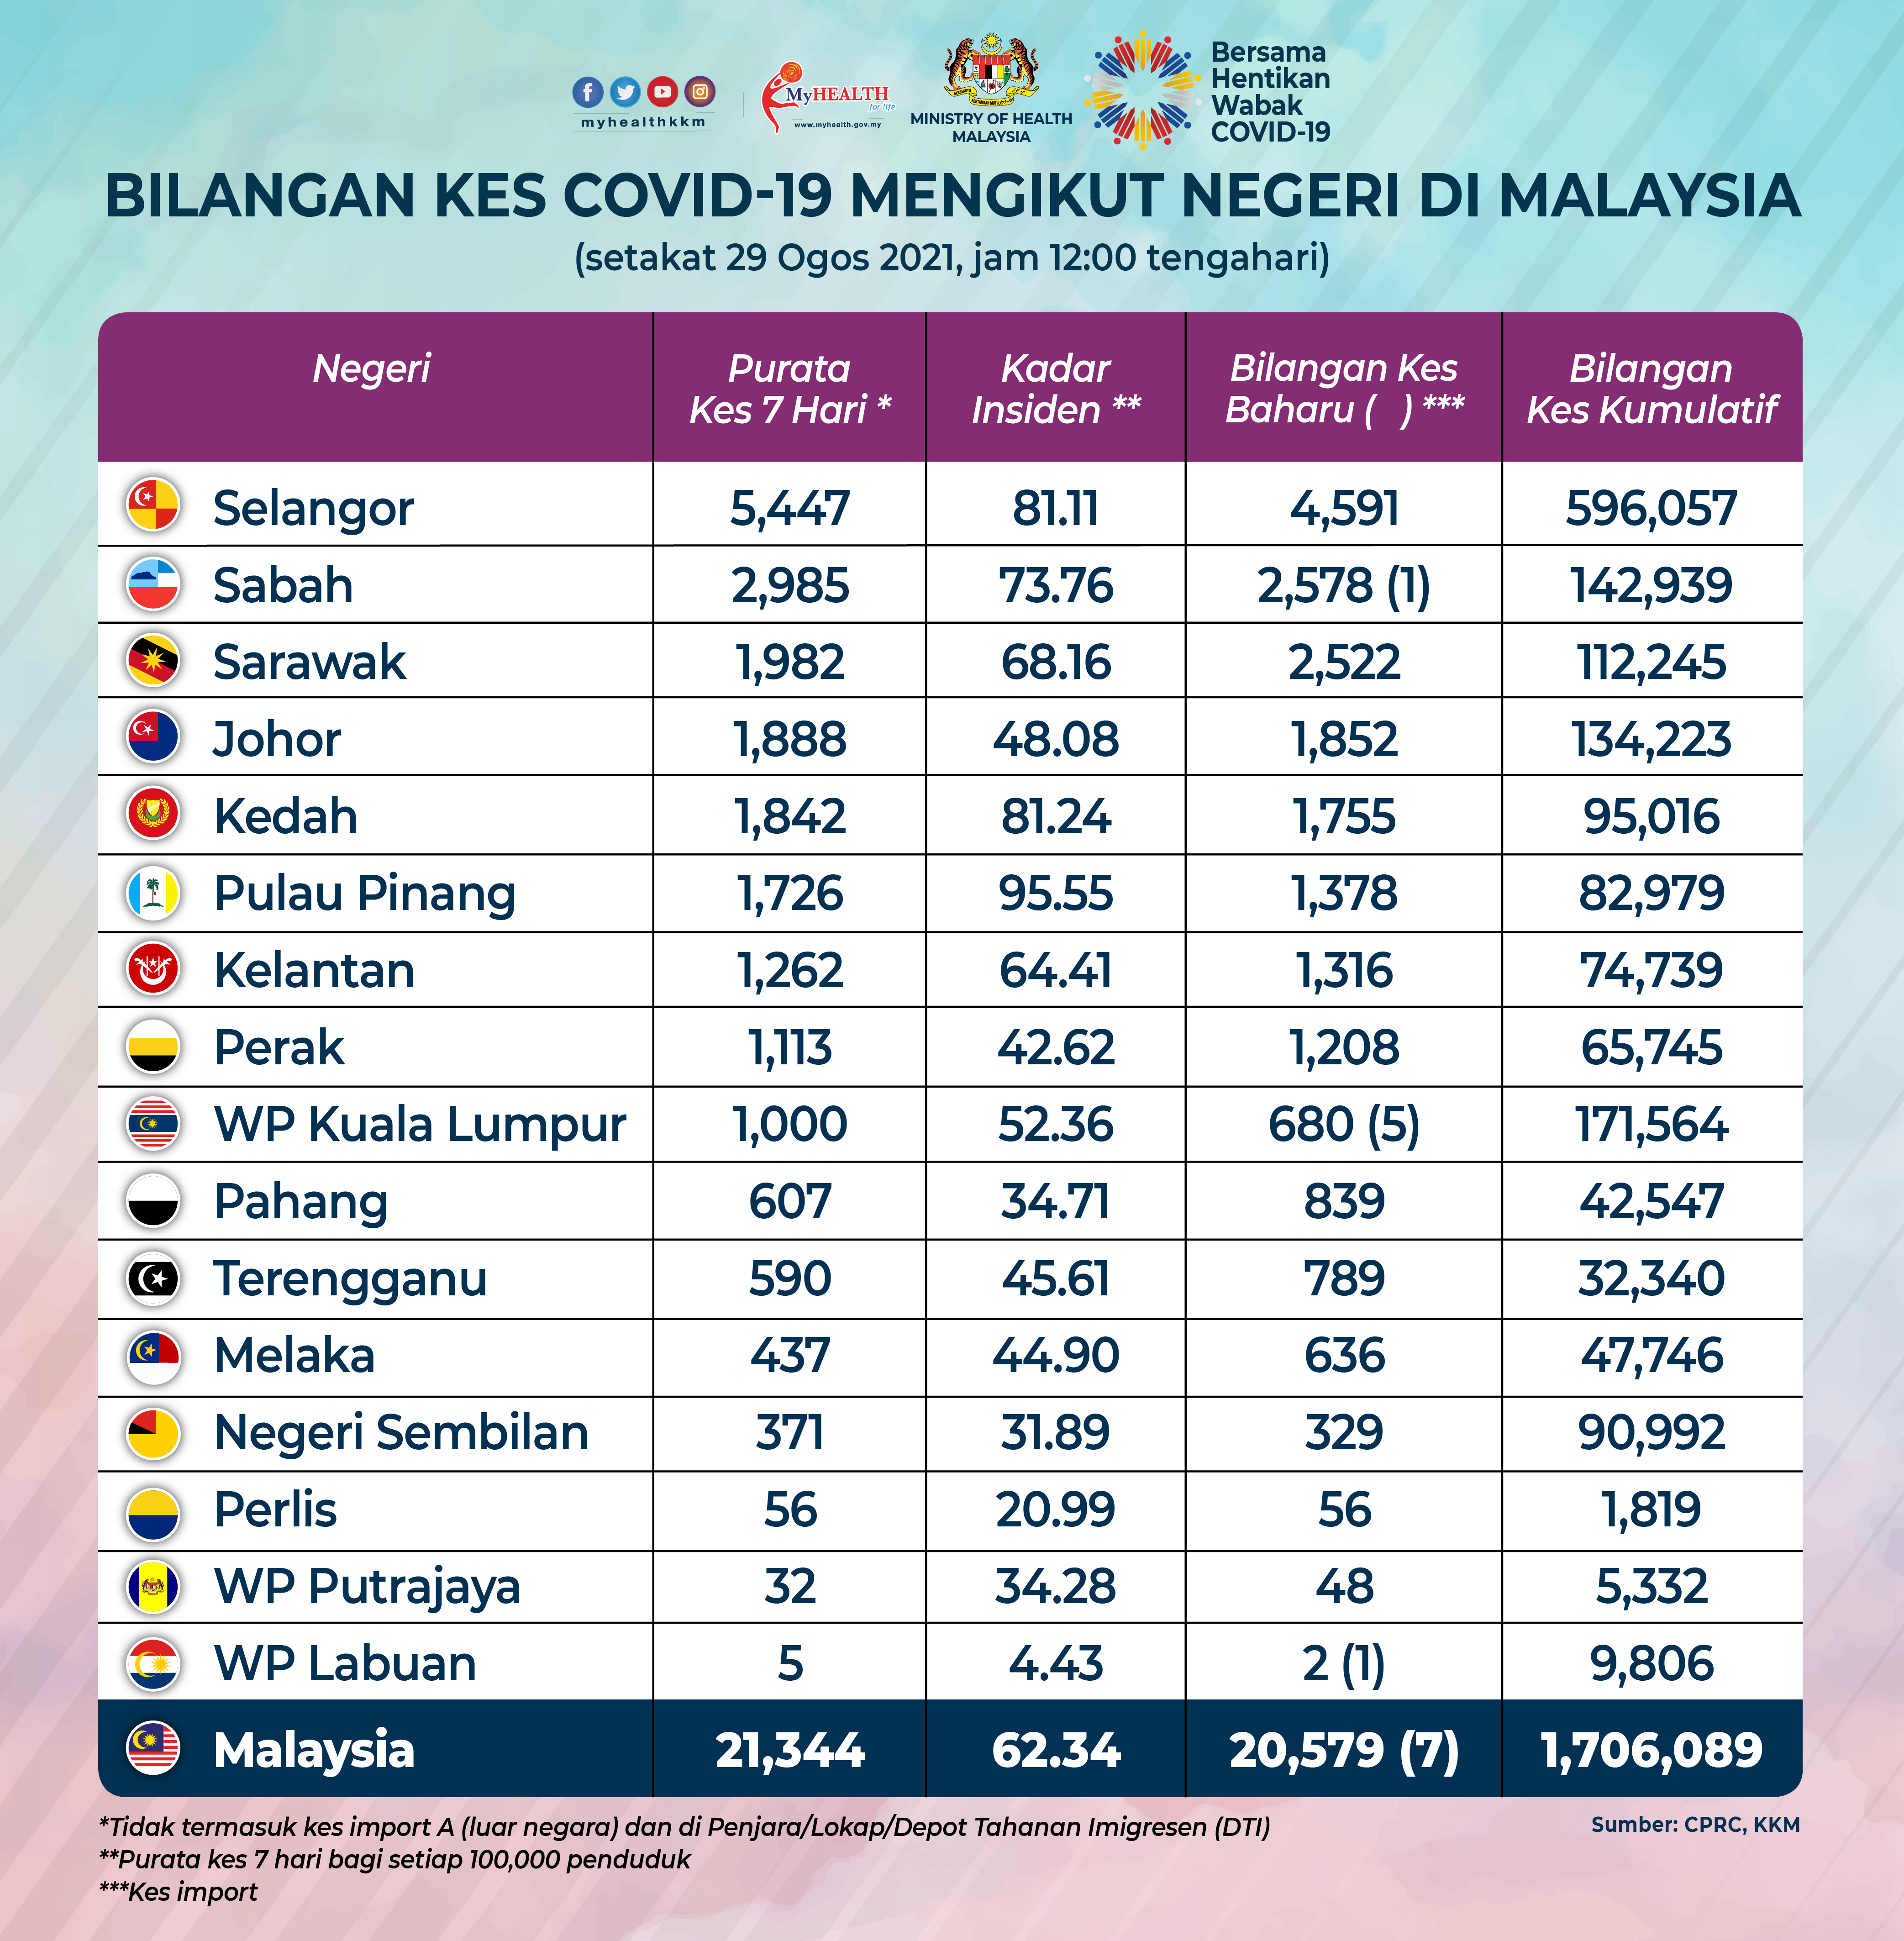 myhealthkkm
MyHEALTH
for life
www.myhealth.gov.my
MINISTRY OF HEALTH
MALAYSIA
Bersama
Hentikan
Wabak
COVID-19
BILANGAN KES COVID-19 MENGIKUT NEGERI DI MALAYSIA
(setakat 29 Ogos 2021, jam 12:00 tengahari)
Negeri Purata Kes 7 Hari * Kadar Insiden ** Bilangan Kes Baharu ( ) *** Bilangan Kes Kumulatif
Selangor 5,447 81.11 4,591 596,057
Sabah 2,985 73.76 2,578 (1) 142,939
Sarawak 1,982 68.16 2,522 112,245
Johor 1,888 48.08 1,852 134,223
Kedah 1,842 81.24 1,755 95,016
Pulau Pinang 1,726 95.55 1,378 82,979
Kelantan 1,262 64.41 1,316 74,739
Perak 1,113 42.62 1,208 65,745
WP Kuala Lumpur 1,000 52.36 680 (5) 171,564
Pahang 607 34.71 839 42,547
Terengganu 590 45.61 789 32,340
Melaka 437 44.90 636 47,746
Negeri Sembilan 371 31.89 329 90,992
Perlis 56 20.99 56 1,819
WP Putrajaya 32 34.28 48 5,332
WP Labuan 5 4.43 2 (1) 9,806
Malaysia 21,344 62.34 20,579 (7) 1,706,089
*Tidak termasuk kes import A (luar negara) dan di Penjara/Lokap/Depot Tahanan Imigresen (DTI)
Sumber: CPRC, KKM
**Purata kes 7 hari bagi setiap 100,000 penduduk
***Kes import